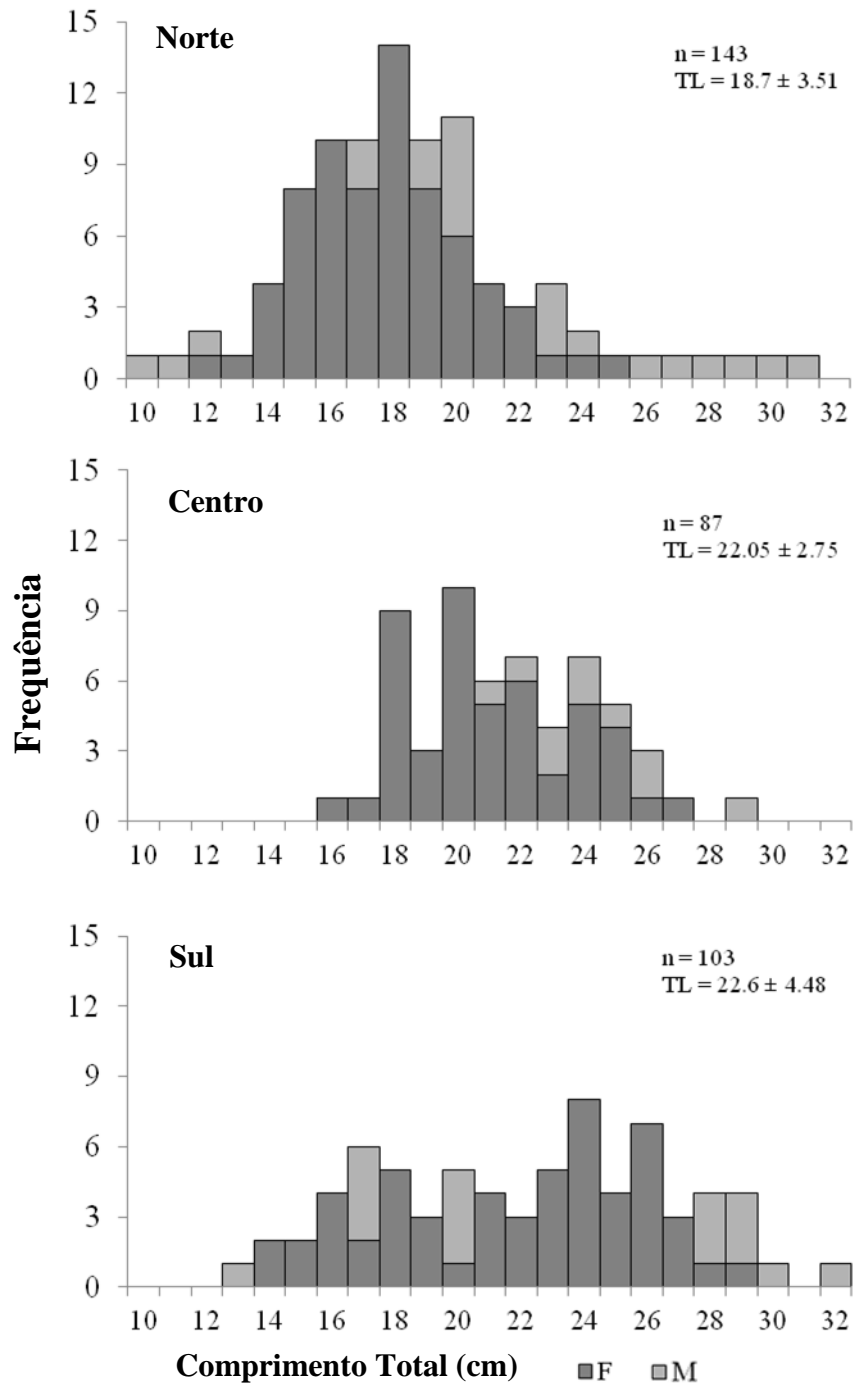 Norte
n = 143
TL = 18.7 ± 3.51
15
12
9
6
3
0
10 12 14 16 18 20 22 24 26 28 30 32
Centro
n = 87
TL = 22.05 ± 2.75
15
12
9
6
3
0
10 12 14 16 18 20 22 24 26 28 30 32
Frequência
Sul
n = 103
TL = 22.6 ± 4.48
15
12
9
6
3
0
10 12 14 16 18 20 22 24 26 28 30 32
Comprimento Total (cm) F M